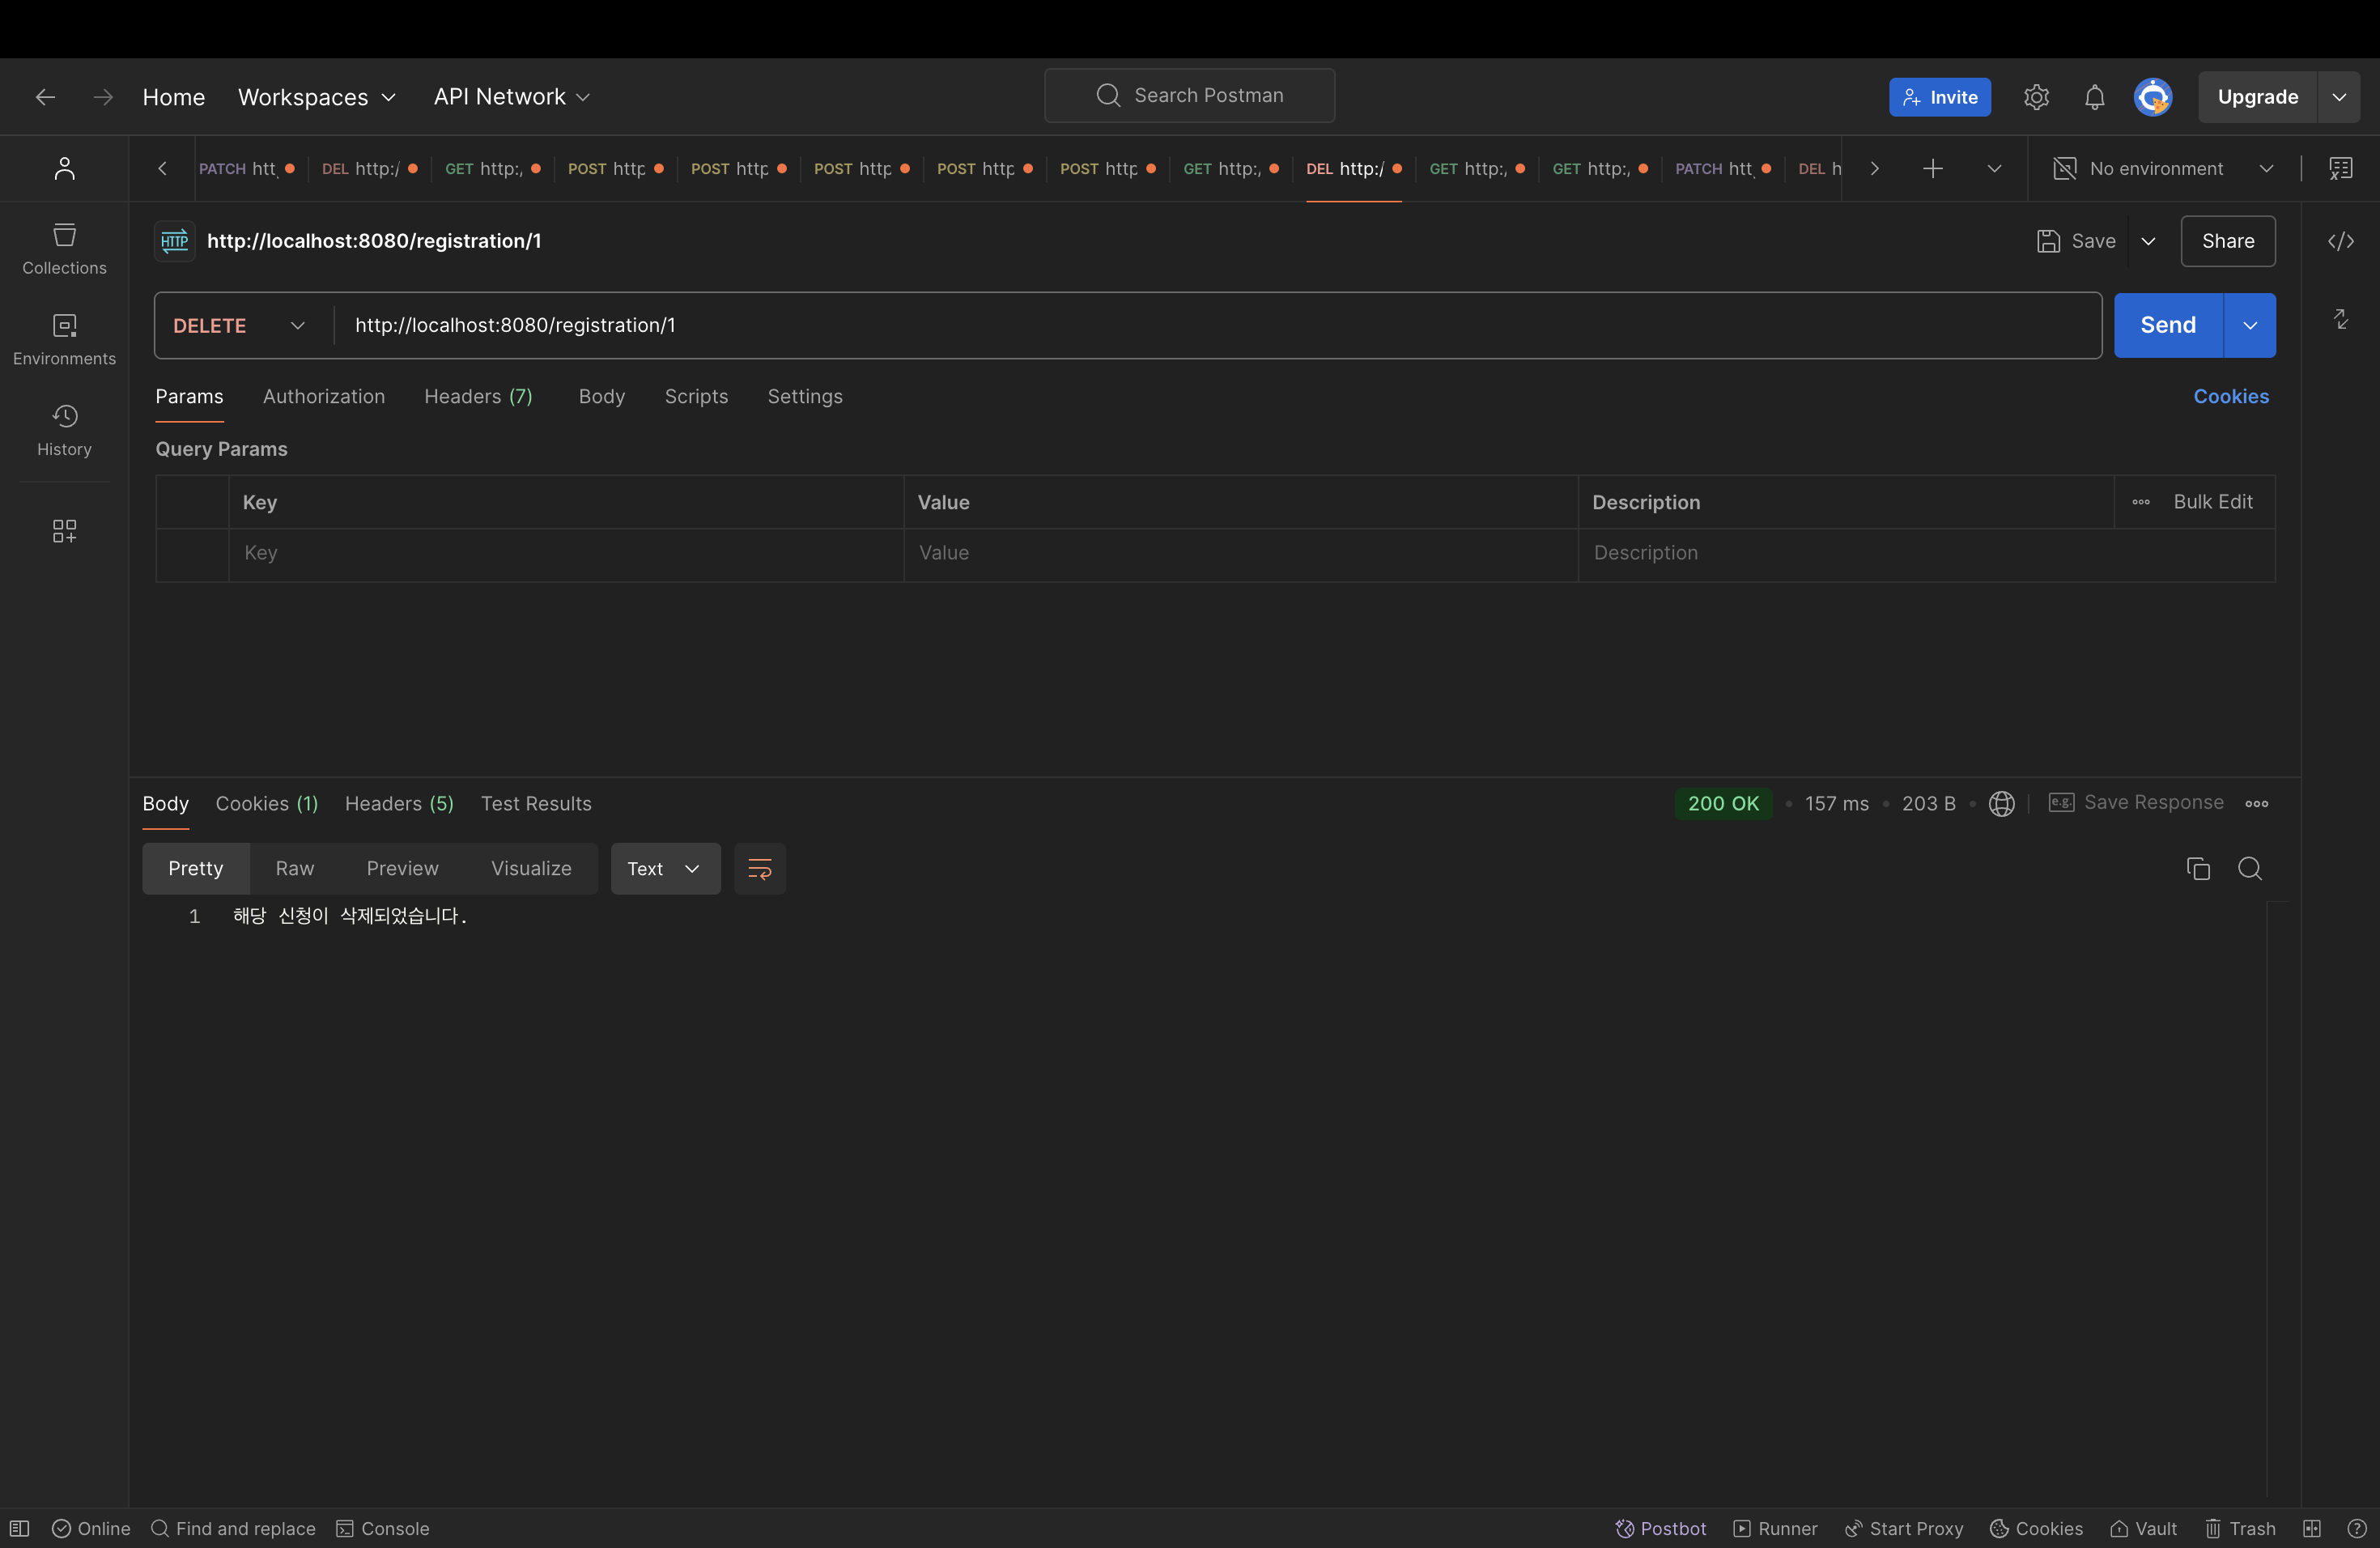 Home Workspaces API Network Search Postman Invite Upgrade
PATCH htt DEL http:/ GET http:/ POST http POST http POST http POST http POST http GET http:/ DEL http:/ GET http:/ GET http:/ PATCH htt DEL h No environment
HTTP http://localhost:8080/registration/1 Save Share
Collections
DELETE http://localhost:8080/registration/1 Send
Environments
Params Authorization Headers (7) Body Scripts Settings Cookies
History
Query Params
Key Value Description Bulk Edit
Key Value Description
Body Cookies (1) Headers (5) Test Results 200 OK • 157 ms • 203 B • e.g. Save Response
Pretty Raw Preview Visualize Text
1 해당 신청이 삭제되었습니다.
Online Find and replace Console Postbot Runner Start Proxy Cookies Vault Trash